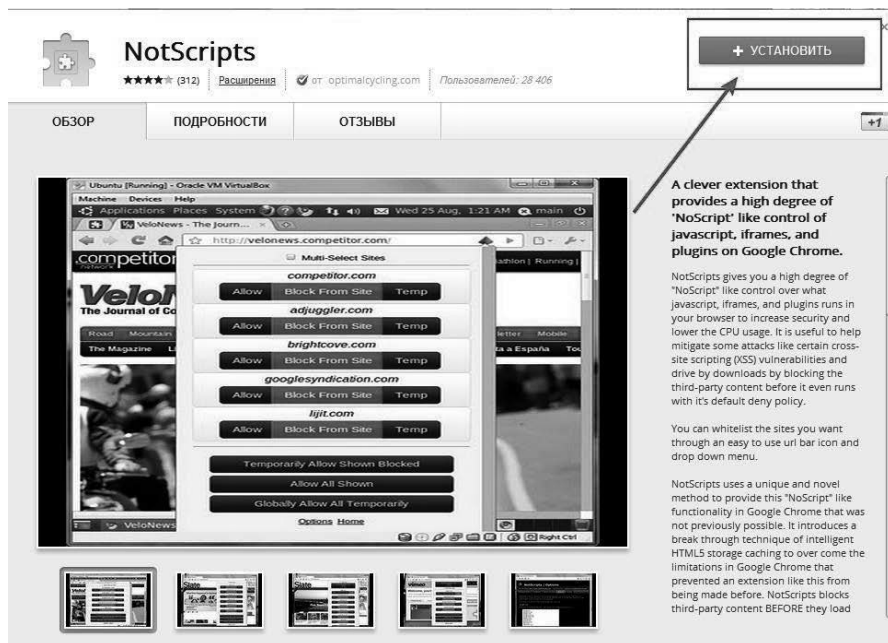 NotScripts
(312) Расширения от optimalcycling.com Пользователей: 28 406
+ УСТАНОВИТЬ
ОБЗОР ПОДРОБНОСТИ ОТЗЫВЫ
+1
Ubuntu [Running] - Oracle VM VirtualBox
Machine Devices Help
Applications Places System Wed 25 Aug, 1:21 AM main
VeloNews - The Journ...
http://velonews.competitor.com/
.competitor
network
athlon | Running |
Velo
The Journal of Co
Road Mountain
letter Mobile
The Magazine
ta a España Tou
Multi-Select Sites
competitor.com
Allow Block From Site Temp
adjuggler.com
Allow Block From Site Temp
brightcove.com
Allow Block From Site Temp
googlesyndication.com
Allow Block From Site Temp
lijit.com
Allow Block From Site Temp
Temporarily Allow Shown Blocked
Allow All Shown
Globally Allow All Temporarily
Options Home
VeloNews
Right Ctrl
A clever extension that
provides a high degree of
'NoScript' like control of
javascript, iframes, and
plugins on Google Chrome.
NotScripts gives you a high degree of
"NoScript" like control over what
javascript, iframes, and plugins runs in
your browser to increase security and
lower the CPU usage. It is useful to help
mitigate some attacks like certain cross-
site scripting (XSS) vulnerabilities and
drive by downloads by blocking the
third-party content before it even runs
with it's default deny policy.
You can whitelist the sites you want
through an easy to use url bar icon and
drop down menu.
NotScripts uses a unique and novel
method to provide this "NoScript" like
functionality in Google Chrome that was
not previously possible. It introduces a
break through technique of intelligent
HTML5 storage caching to over come the
limitations in Google Chrome that
prevented an extension like this from
being made before. NotScripts blocks
third-party content BEFORE they load